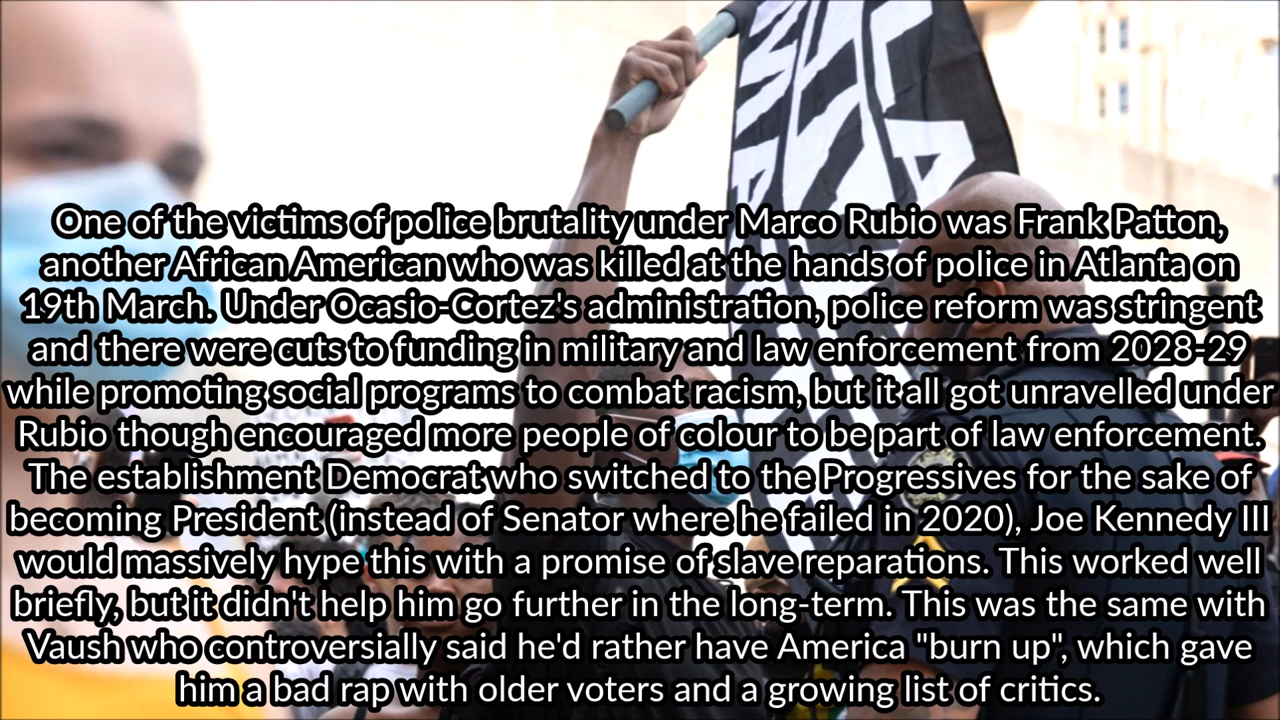 One of the victims of police brutality under Marco Rubio was Frank Patton,
another African American who was killed at the hands of police in Atlanta on
19th March. Under Ocasio-Cortez's administration, police reform was stringent
and there were cuts to funding in military and law enforcement from 2028-29
while promoting social programs to combat racism, but it all got unravelled under
Rubio though encouraged more people of colour to be part of law enforcement.
The establishment Democrat who switched to the Progressives for the sake of
becoming President (instead of Senator where he failed in 2020), Joe Kennedy III
would massively hype this with a promise of slave reparations. This worked well
briefly, but it didn't help him go further in the long-term. This was the same with
Vaush who controversially said he'd rather have America "burn up", which gave
him a bad rap with older voters and a growing list of critics.